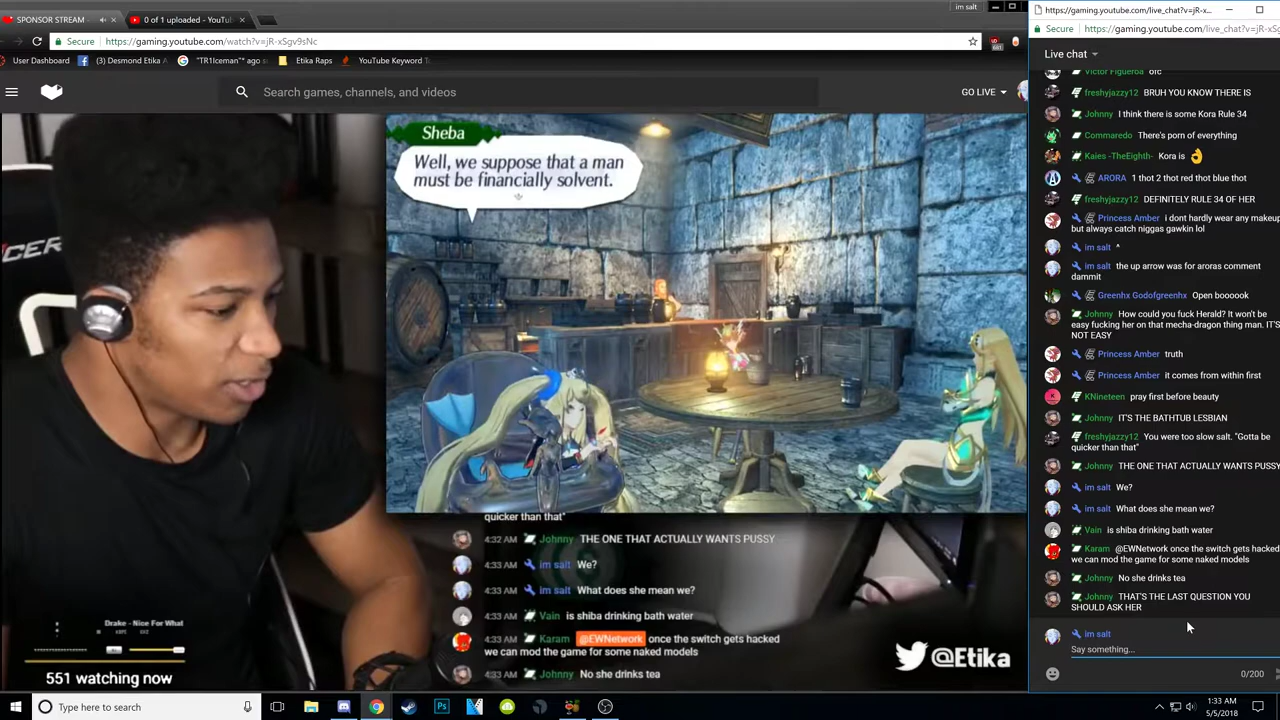 SPONSOR STREAM
0 of 1 uploaded - YouTu
im salt
https://gaming.youtube.com/live_chat?v=jR-x...
Secure
https://gaming.youtube.com/watch?v=jR-xSgv9sNc
Secure
https://gaming.youtube.com/live_chat?v=jR-xSg
User Dashboard
(3) Desmond Etika A
"TR1Iceman"* ago s
Etika Raps
YouTube Keyword T
Live chat
Search games, channels, and videos
GO LIVE
Victor Figueroa ofc
freshyjazzy12 BRUH YOU KNOW THERE IS
Johnny I think there is some Kora Rule 34
Commaredo There's porn of everything
Kaies -TheEighth- Kora is 👌
ARORA 1 thot 2 thot red thot blue thot
freshyjazzy12 DEFINITELY RULE 34 OF HER
Princess Amber i dont hardly wear any makeup
but always catch niggas gawkin lol
im salt ^
im salt the up arrow was for aroras comment
dammit
Greenhx Godofgreenhx Open boooook
Johnny How could you fuck Herald? It won't be
easy fucking her on that mecha-dragon thing man. IT'S
NOT EASY
Princess Amber truth
Princess Amber it comes from within first
KNineteen pray first before beauty
Johnny IT'S THE BATHTUB LESBIAN
freshyjazzy12 You were too slow salt. "Gotta be
quicker than that"
Johnny THE ONE THAT ACTUALLY WANTS PUSSY
im salt We?
im salt What does she mean we?
Vain is shiba drinking bath water
Karam @EWNetwork once the switch gets hacked
we can mod the game for some naked models
Johnny No she drinks tea
Johnny THAT'S THE LAST QUESTION YOU
SHOULD ASK HER
im salt
Say something...
0/200
Sheba
Well, we suppose that a man
must be financially solvent.
quicker than that"
4:32 AM Johnny THE ONE THAT ACTUALLY WANTS PUSSY
4:33 AM im salt We?
4:33 AM im salt What does she mean we?
4:33 AM Vain is shiba drinking bath water
4:33 AM Karam @EWNetwork once the switch gets hacked
we can mod the game for some naked models
4:33 AM Johnny No she drinks tea
Drake - Nice For What
551 watching now
@Etika
Type here to search
1:33 AM
5/5/2018